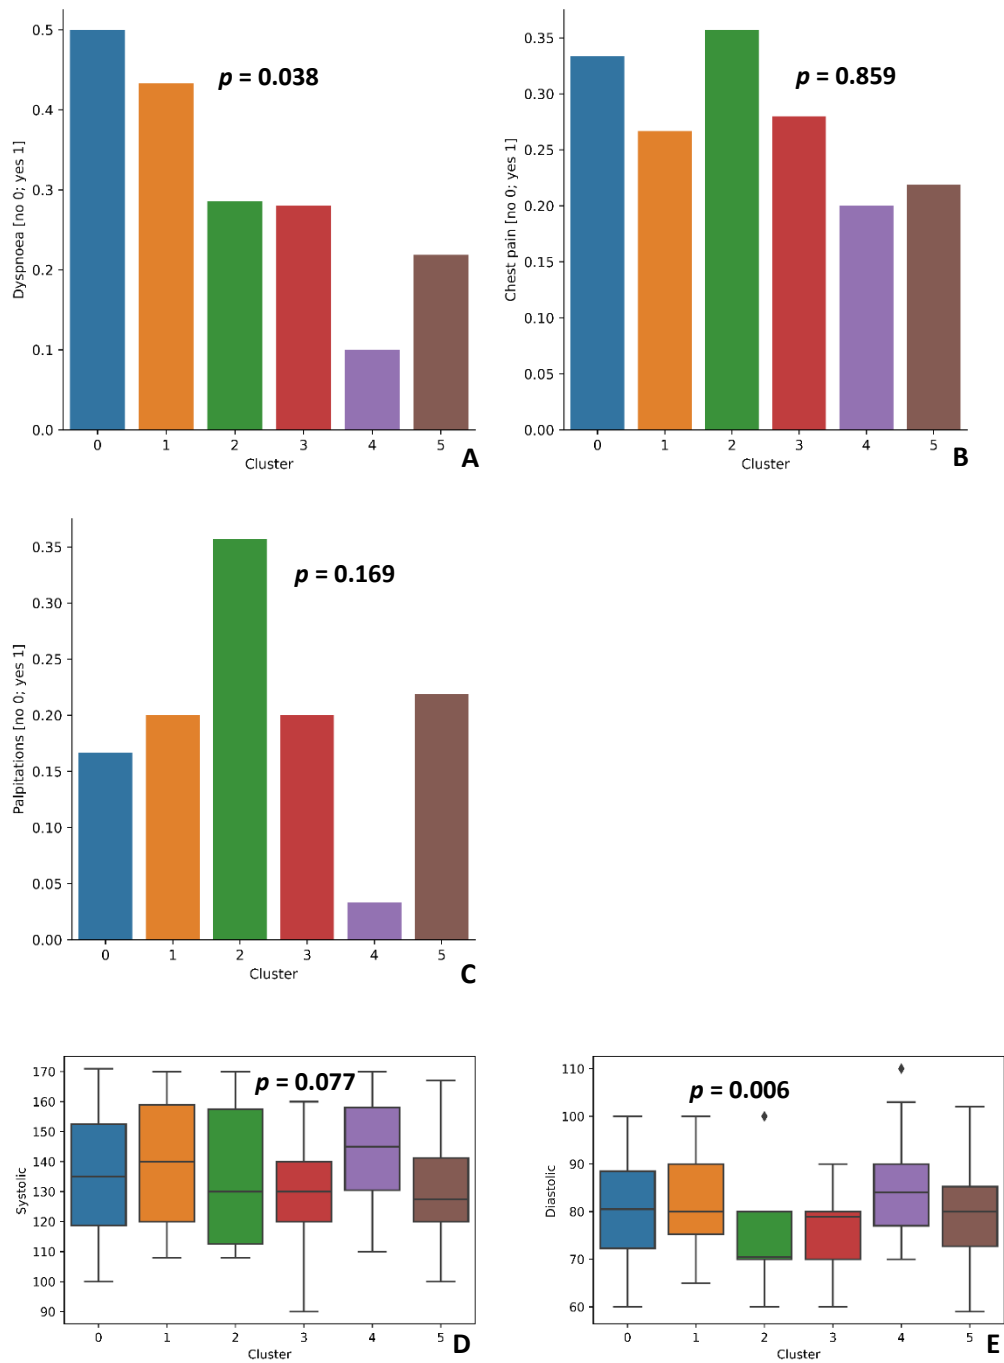 0.5
0.4
0.3
0.2
0.1
0.0
Dyspnoea [no 0; yes 1]
p = 0.038
0 1 2 3 4 5
Cluster
A
0.35
0.30
0.25
0.20
0.15
0.10
0.05
0.00
Chest pain [no 0; yes 1]
p = 0.859
0 1 2 3 4 5
Cluster
B
0.35
0.30
0.25
0.20
0.15
0.10
0.05
0.00
Palpitations [no 0; yes 1]
p = 0.169
0 1 2 3 4 5
Cluster
C
170
160
150
140
130
120
110
100
90
Systolic
p = 0.077
0 1 2 3 4 5
Cluster
D
110
100
90
80
70
60
Diastolic
p = 0.006
0 1 2 3 4 5
Cluster
E